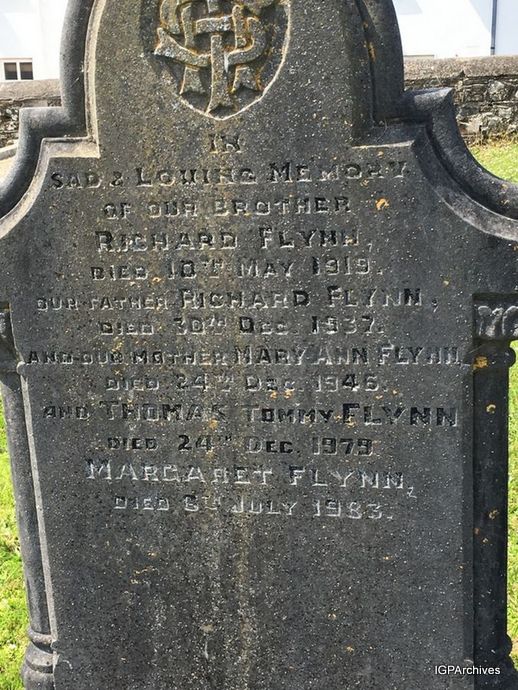 IHS
IN
SAD & LOVING MEMORY
OF OUR BROTHER
RICHARD FLYNN,
DIED 10TH MAY 1919.
OUR FATHER RICHARD FLYNN,
DIED 30TH DEC. 1937.
AND OUR MOTHER MARY ANN FLYNN,
DIED 24TH DEC. 1946.
AND THOMAS TOMMY FLYNN
DIED 24TH DEC. 1979
MARGARET FLYNN,
DIED 6TH JULY 1983.
IGPArchives